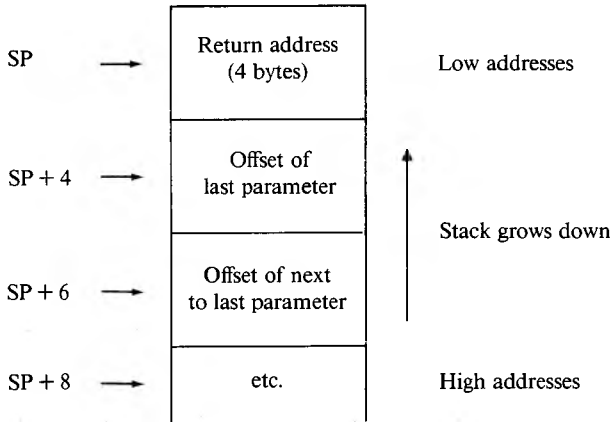 SP
Return address
(4 bytes)
Low addresses
SP + 4
Offset of
last parameter
Stack grows down
SP + 6
Offset of next
to last parameter
SP + 8
etc.
High addresses